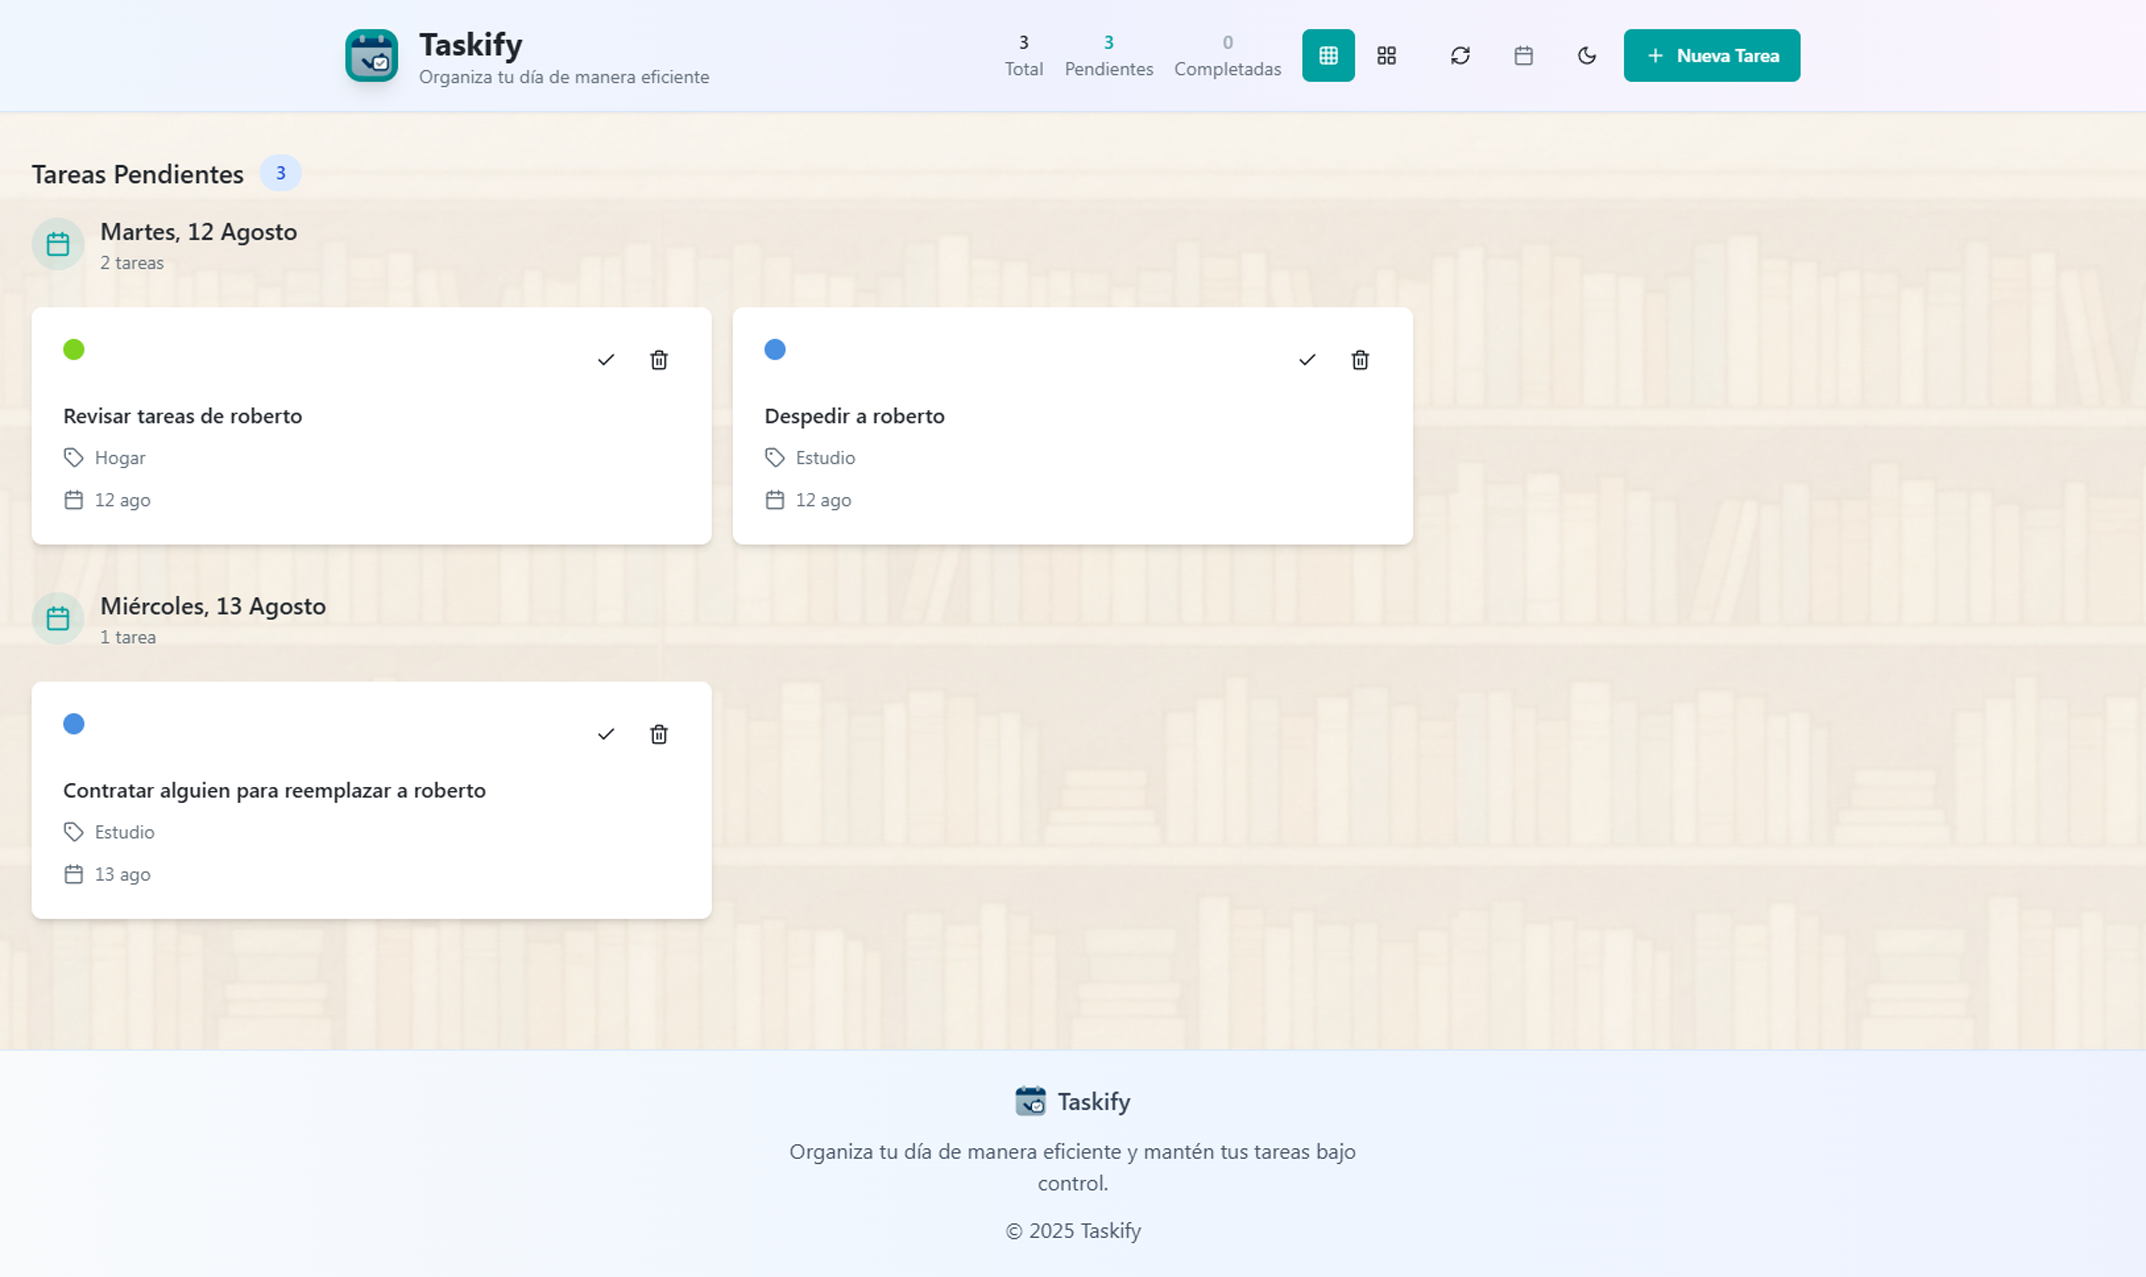 Taskify
Organiza tu día de manera eficiente
3
Total
3
Pendientes
0
Completadas
Nueva Tarea
Tareas Pendientes 3
Martes, 12 Agosto
2 tareas
Revisar tareas de roberto
Hogar
12 ago
Despedir a roberto
Estudio
12 ago
Miércoles, 13 Agosto
1 tarea
Contratar alguien para reemplazar a roberto
Estudio
13 ago
Taskify
Organiza tu día de manera eficiente y mantén tus tareas bajo
control.
© 2025 Taskify